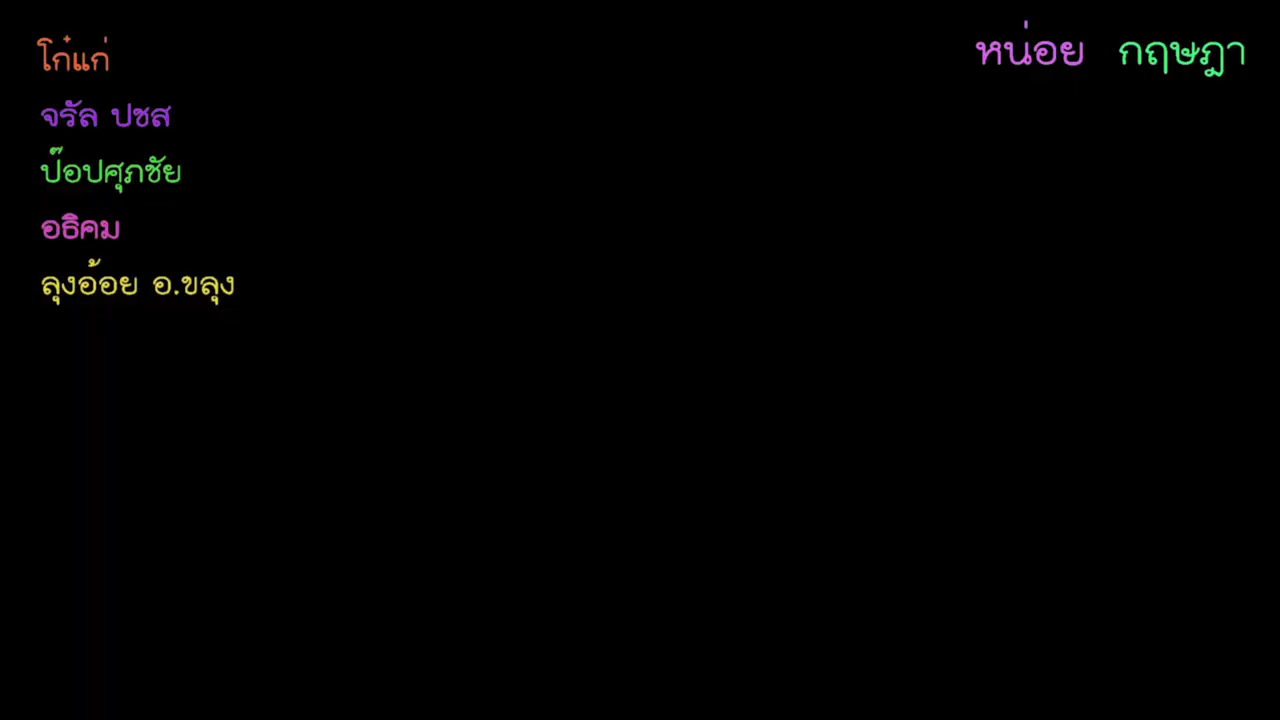 โก๋แก่
จรัล ปชส
ป๊อปศุภชัย
อธิคม
ลุงอ้อย อ.ขลุง
หน่อย กฤษฎา